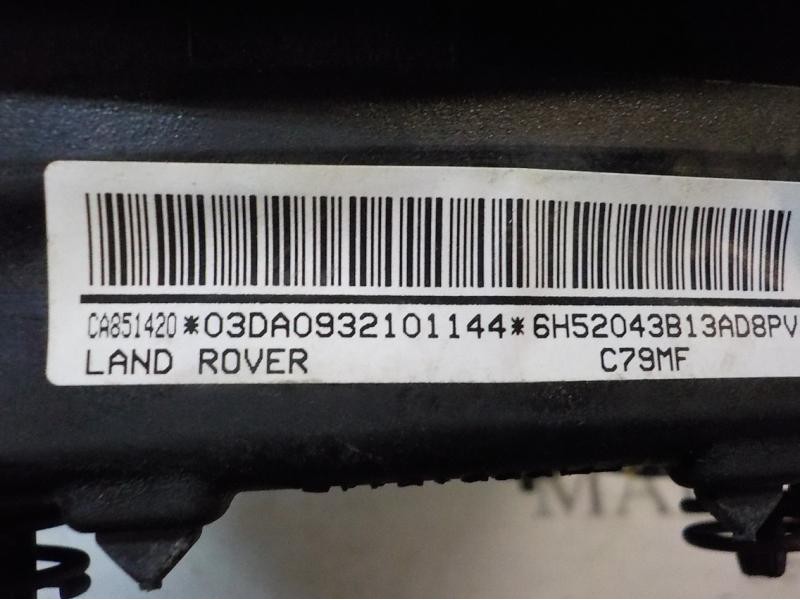 CA851420*03DA0932101144*6H52043B13AD8PV
LAND ROVER C79MF